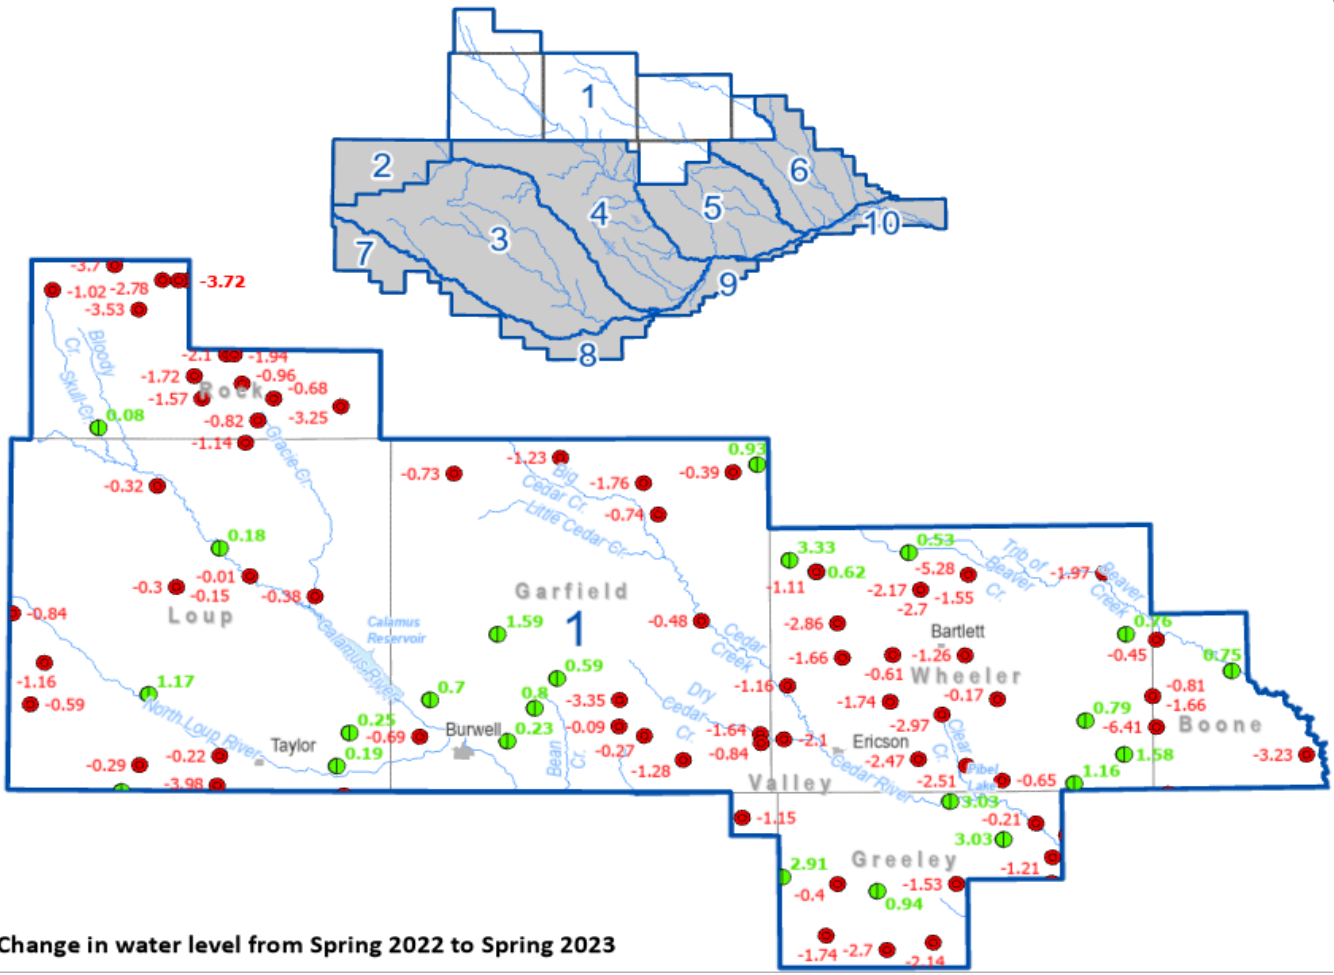 1
2
6
5
4
10
3
7
9
8
-3.7
-3.72
-1.02
-2.78
-3.53
Bloody
Cr.
Skull Cr.
-2.1
-1.94
-1.72
-0.96
Rock
-0.68
-1.57
-3.25
-0.82
0.08
-1.14
Gracie Cr.
0.93
-1.23
-0.73
Big
Cedar Cr.
-1.76
-0.39
-0.32
Little Cedar Cr.
-0.74
0.18
3.33
0.53
Trib of
Beaver
Cr.
Beaver
Creek
-0.01
-0.3
-0.15
-0.38
-1.11
0.62
-5.28
-1.97
-2.17
-1.55
-2.7
Garfield
-0.84
Loup
Calamus
Reservoir
1.59
1
-0.48
Cedar
Creek
-2.86
Bartlett
0.76
-0.45
Calamus River
-1.16
-0.59
1.17
0.59
-1.66
-0.61
-1.26
Wheeler
0.75
0.7
0.8
-3.35
Dry
Cedar
Cr.
-1.16
-1.74
-0.17
-0.81
-1.66
North Loup River
0.25
-0.69
Burwell
0.23
-0.09
-1.64
-2.97
Clear
Cr.
0.79
-6.41
Boone
Taylor
0.19
-0.27
-0.84
-2.1
Ericson
-0.22
-0.29
-3.98
Bean
Cr.
-1.28
-2.47
Cedar River
-2.51
Pibel
Lake
-0.65
1.58
1.16
-3.23
Valley
3.03
-1.15
-0.21
3.03
2.91
Greeley
-1.21
-0.4
-1.53
0.94
-1.74
-2.7
-2.14
Change in water level from Spring 2022 to Spring 2023